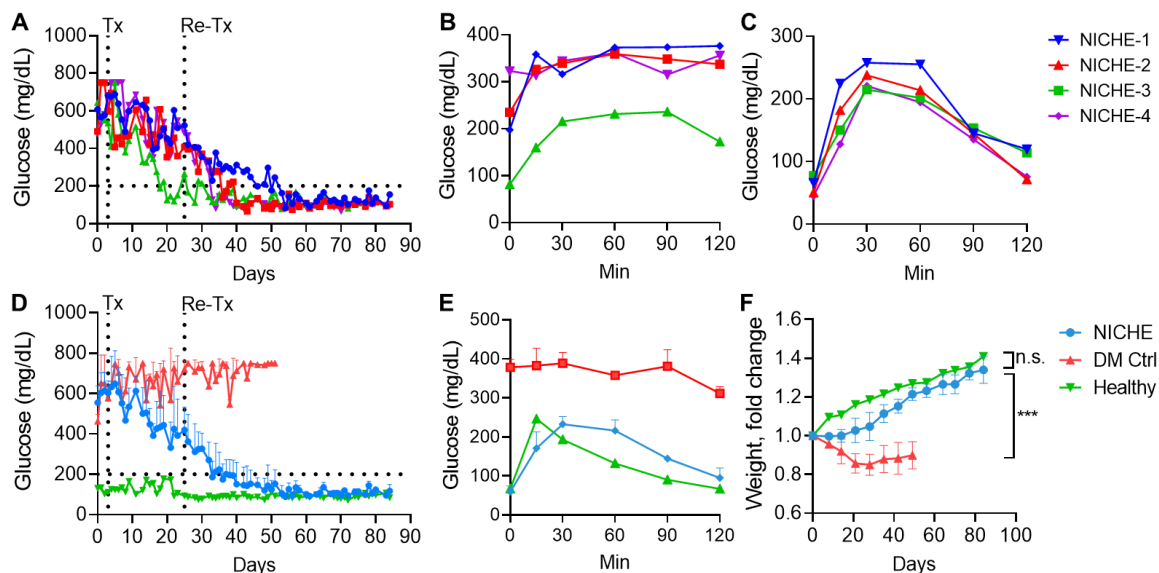 A
Tx
Re-Tx
Glucose (mg/dL)
1000
800
600
400
200
0
0 10 20 30 40 50 60 70 80 90
Days
B
Glucose (mg/dL)
400
300
200
100
0
0 30 60 90 120
Min
C
Glucose (mg/dL)
300
200
100
0
0 30 60 90 120
Min
NICHE-1
NICHE-2
NICHE-3
NICHE-4
D
Tx
Re-Tx
Glucose (mg/dL)
1000
800
600
400
200
0
0 10 20 30 40 50 60 70 80 90
Days
E
Glucose (mg/dL)
500
400
300
200
100
0
0 30 60 90 120
Min
F
Weight, fold change
1.6
1.4
1.2
1.0
0.8
0.6
0 20 40 60 80 100
Days
n.s.
***
NICHE
DM Ctrl
Healthy